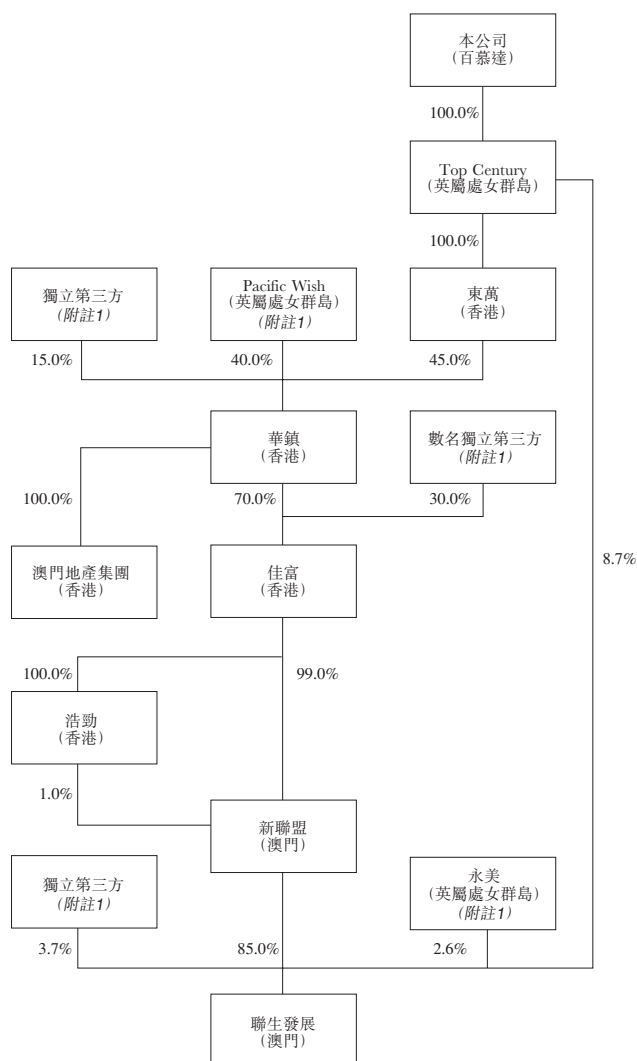 本公司
(百慕達)
100.0%
Top Century
(英屬處女群島)
100.0%
獨立第三方
(附註1)
Pacific Wish
(英屬處女群島)
(附註1)
東萬
(香港)
15.0%
40.0%
45.0%
華鎮
(香港)
數名獨立第三方
(附註1)
100.0%
70.0%
30.0%
澳門地產集團
(香港)
佳富
(香港)
8.7%
100.0%
99.0%
浩勁
(香港)
1.0%
新聯盟
(澳門)
獨立第三方
(附註1)
永美
(英屬處女群島)
(附註1)
3.7%
85.0%
2.6%
聯生發展
(澳門)